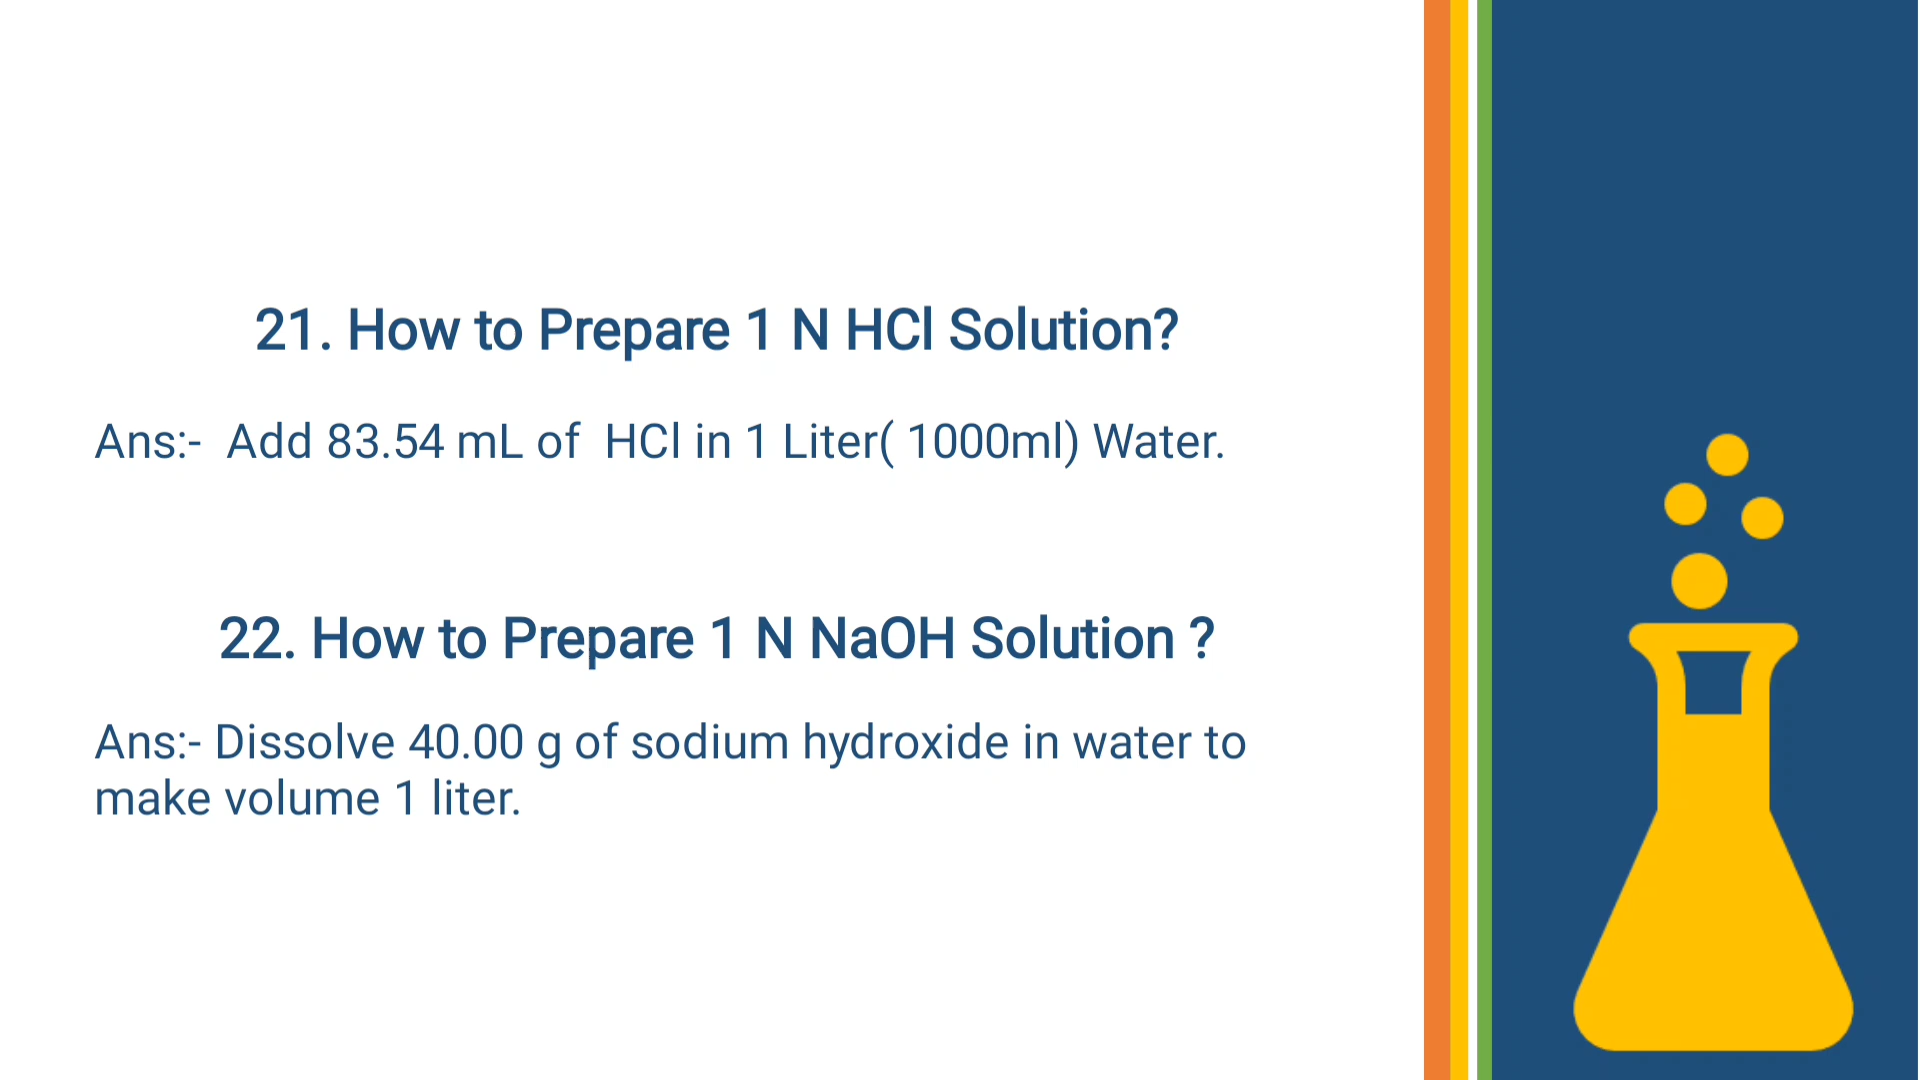 21. How to Prepare 1 N HCl Solution?
Ans:-  Add 83.54 mL of  HCl in 1 Liter( 1000ml) Water.
22. How to Prepare 1 N NaOH Solution ?
Ans:- Dissolve 40.00 g of sodium hydroxide in water to
make volume 1 liter.